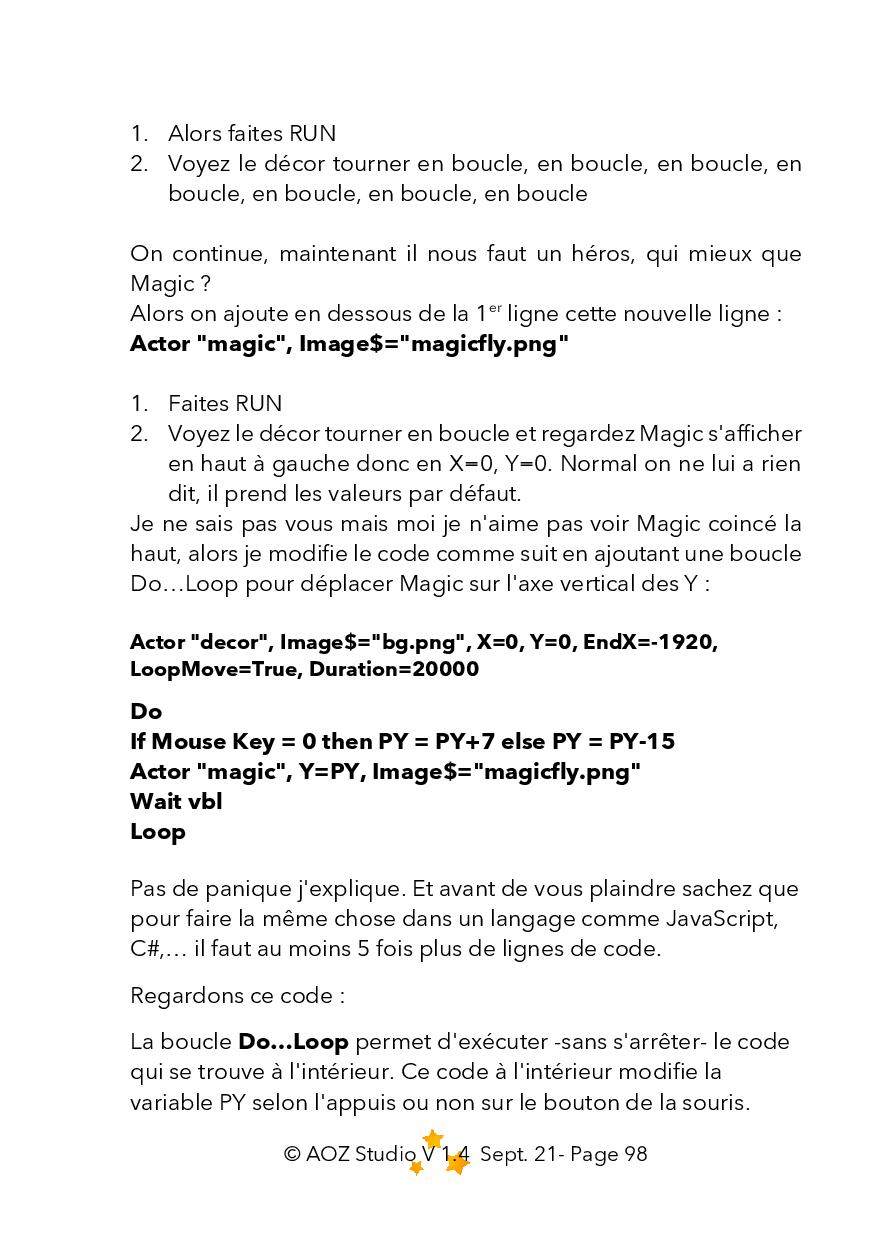 1. Alors faites RUN
2. Voyez le décor tourner en boucle, en boucle, en boucle, en
boucle, en boucle, en boucle, en boucle
On continue, maintenant il nous faut un héros, qui mieux que
Magic ?
Alors on ajoute en dessous de la 1er ligne cette nouvelle ligne :
Actor "magic", Image$="magicfly.png"
1. Faites RUN
2. Voyez le décor tourner en boucle et regardez Magic s'afficher
en haut à gauche donc en X=0, Y=0. Normal on ne lui a rien
dit, il prend les valeurs par défaut.
Je ne sais pas vous mais moi je n'aime pas voir Magic coincé la
haut, alors je modifie le code comme suit en ajoutant une boucle
Do…Loop pour déplacer Magic sur l'axe vertical des Y :
Actor "decor", Image$="bg.png", X=0, Y=0, EndX=-1920,
LoopMove=True, Duration=20000
Do
If Mouse Key = 0 then PY = PY+7 else PY = PY-15
Actor "magic", Y=PY, Image$="magicfly.png"
Wait vbl
Loop
Pas de panique j'explique. Et avant de vous plaindre sachez que
pour faire la même chose dans un langage comme JavaScript,
C#,… il faut au moins 5 fois plus de lignes de code.
Regardons ce code :
La boucle Do…Loop permet d'exécuter -sans s'arrêter- le code
qui se trouve à l'intérieur. Ce code à l'intérieur modifie la
variable PY selon l'appuis ou non sur le bouton de la souris.
© AOZ Studio V 1.4 Sept. 21- Page 98